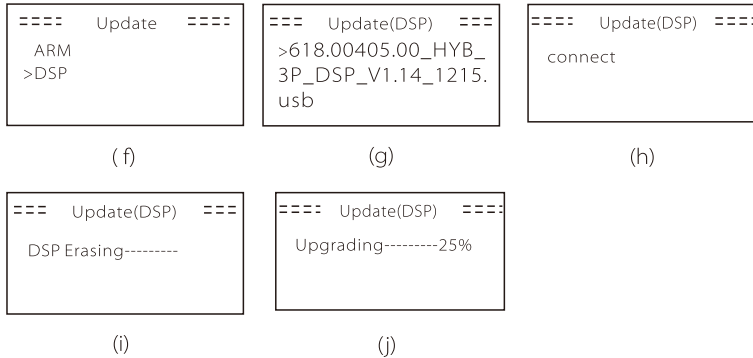 ==== Update ====
ARM
>DSP
( f)
=== Update(DSP) ===
>618.00405.00_HYB_
3P_DSP_V1.14_1215.
usb
(g)
==== Update(DSP) ====
connect
(h)
=== Update(DSP) ===
DSP Erasing---------
(i)
==== Update(DSP) ====
Upgrading---------25%
(j)